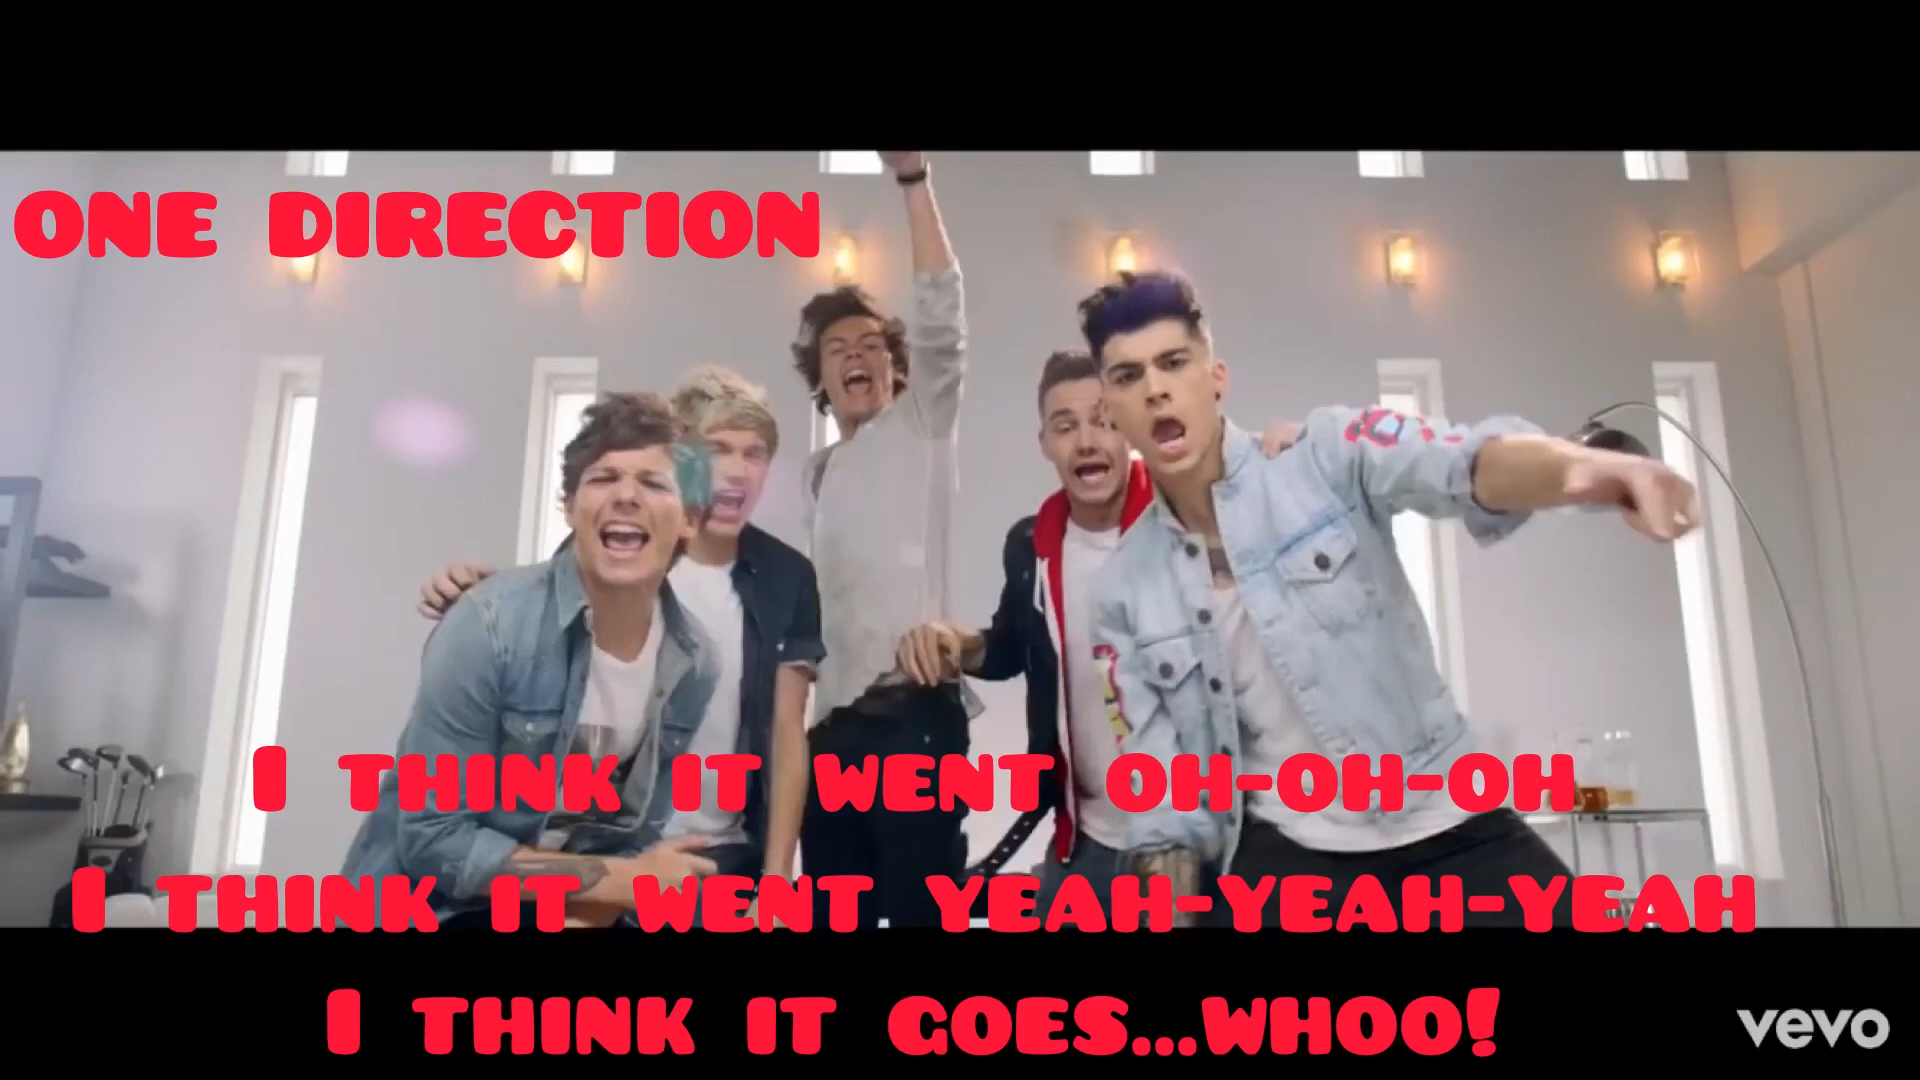 ONE DIRECTION
I THINK IT WENT OH-OH-OH
I THINK IT WENT YEAH-YEAH-YEAH
I THINK IT GOES...WHOO!
vevo